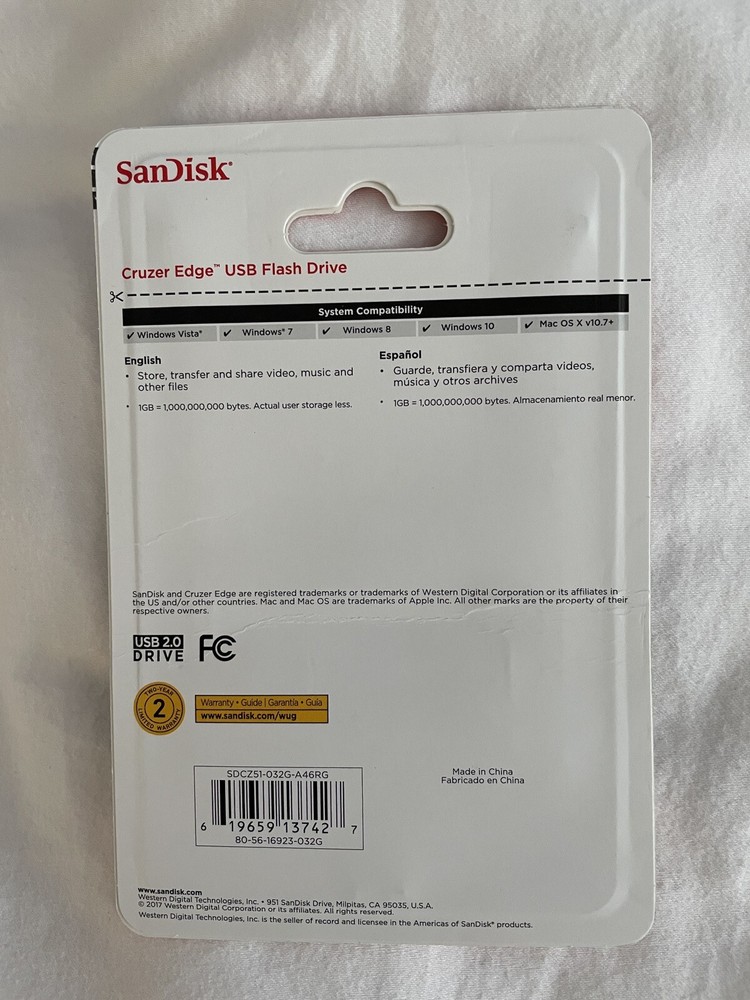 SanDisk®
Cruzer Edge™ USB Flash Drive
System Compatibility
✔ Windows Vista® ✔ Windows® 7 ✔ Windows 8 ✔ Windows 10 ✔ Mac OS X v10.7+
English
• Store, transfer and share video, music and
other files
• 1GB = 1,000,000,000 bytes. Actual user storage less.
Español
• Guarde, transfiera y comparta videos,
música y otros archives
• 1GB = 1,000,000,000 bytes. Almacenamiento real menor.
SanDisk and Cruzer Edge are registered trademarks or trademarks of Western Digital Corporation or its affiliates in
the US and/or other countries. Mac and Mac OS are trademarks of Apple Inc. All other marks are the property of their
respective owners.
USB 2.0
DRIVE
FC
TWO-YEAR
2
LIMITED WARRANTY
Warranty • Guide | Garantía • Guía
www.sandisk.com/wug
SDCZ51-032G-A46RG
6 19659 13742 7
80-56-16923-032G
Made in China
Fabricado en China
www.sandisk.com
Western Digital Technologies, Inc. • 951 SanDisk Drive, Milpitas, CA 95035, U.S.A.
© 2017 Western Digital Corporation or its affiliates. All rights reserved.
Western Digital Technologies, Inc. is the seller of record and licensee in the Americas of SanDisk® products.